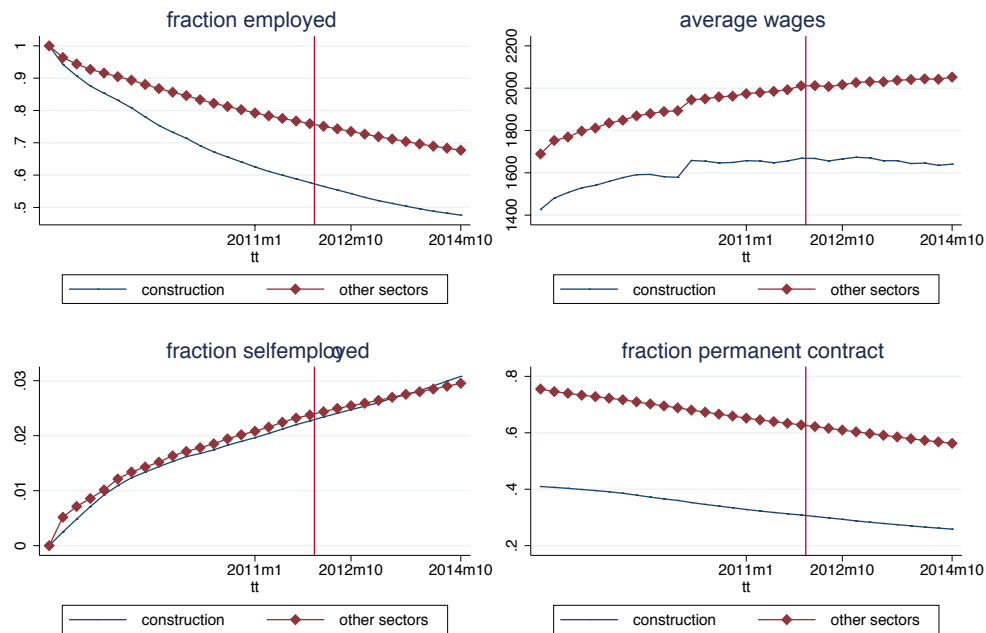 fraction employed
1
.9
.8
.7
.6
.5
2011m1 2012m10 2014m10
tt
construction other sectors
average wages
2200
2000
1800
1600
1400
2011m1 2012m10 2014m10
tt
construction other sectors
fraction selfemployed
.03
.02
.01
0
2011m1 2012m10 2014m10
tt
construction other sectors
fraction permanent contract
.8
.6
.4
.2
2011m1 2012m10 2014m10
tt
construction other sectors